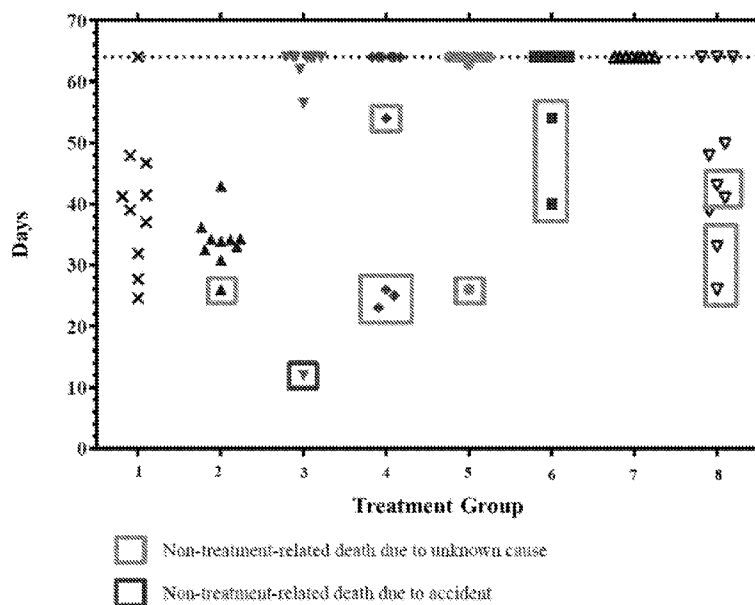 70
60
50
40
30
20
10
0
Days
1 2 3 4 5 6 7 8
Treatment Group
Non-treatment-related death due to unknown cause
Non-treatment-related death due to accident